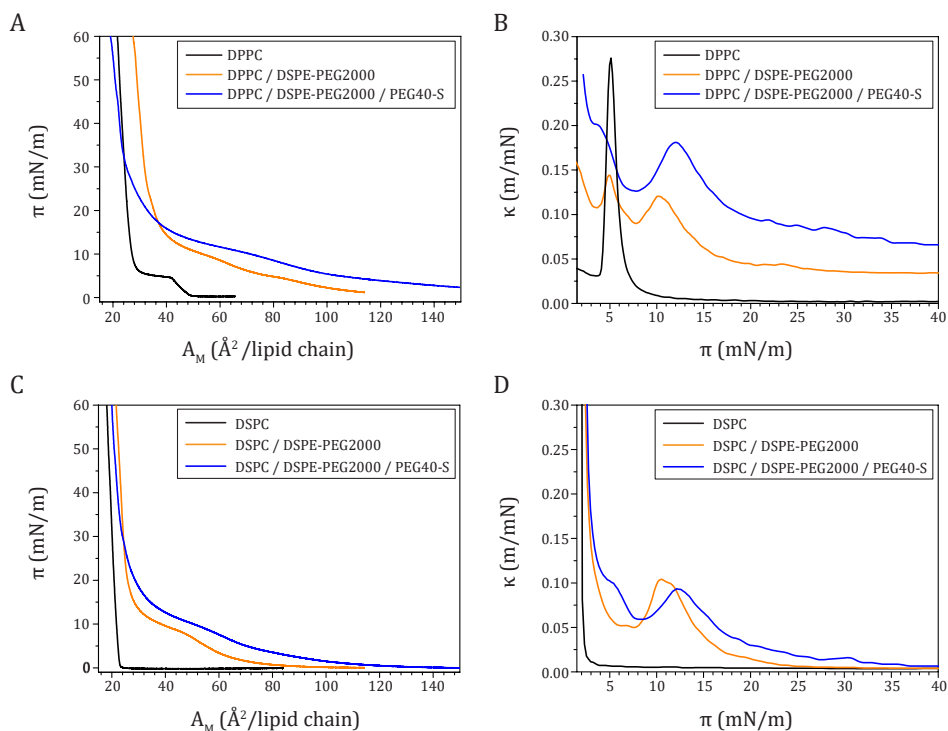 A
60
50
40
30
20
10
0
π (mN/m)
DPPC
DPPC / DSPE-PEG2000
DPPC / DSPE-PEG2000 / PEG40-S
20 40 60 80 100 120 140
A_M (Å²/lipid chain)
B
0.30
0.25
0.20
0.15
0.10
0.05
0.00
κ (m/mN)
DPPC
DPPC / DSPE-PEG2000
DPPC / DSPE-PEG2000 / PEG40-S
5 10 15 20 25 30 35 40
π (mN/m)
C
60
50
40
30
20
10
0
π (mN/m)
DSPC
DSPC / DSPE-PEG2000
DSPC / DSPE-PEG2000 / PEG40-S
20 40 60 80 100 120 140
A_M (Å²/lipid chain)
D
0.30
0.25
0.20
0.15
0.10
0.05
0.00
κ (m/mN)
DSPC
DSPC / DSPE-PEG2000
DSPC / DSPE-PEG2000 / PEG40-S
5 10 15 20 25 30 35 40
π (mN/m)